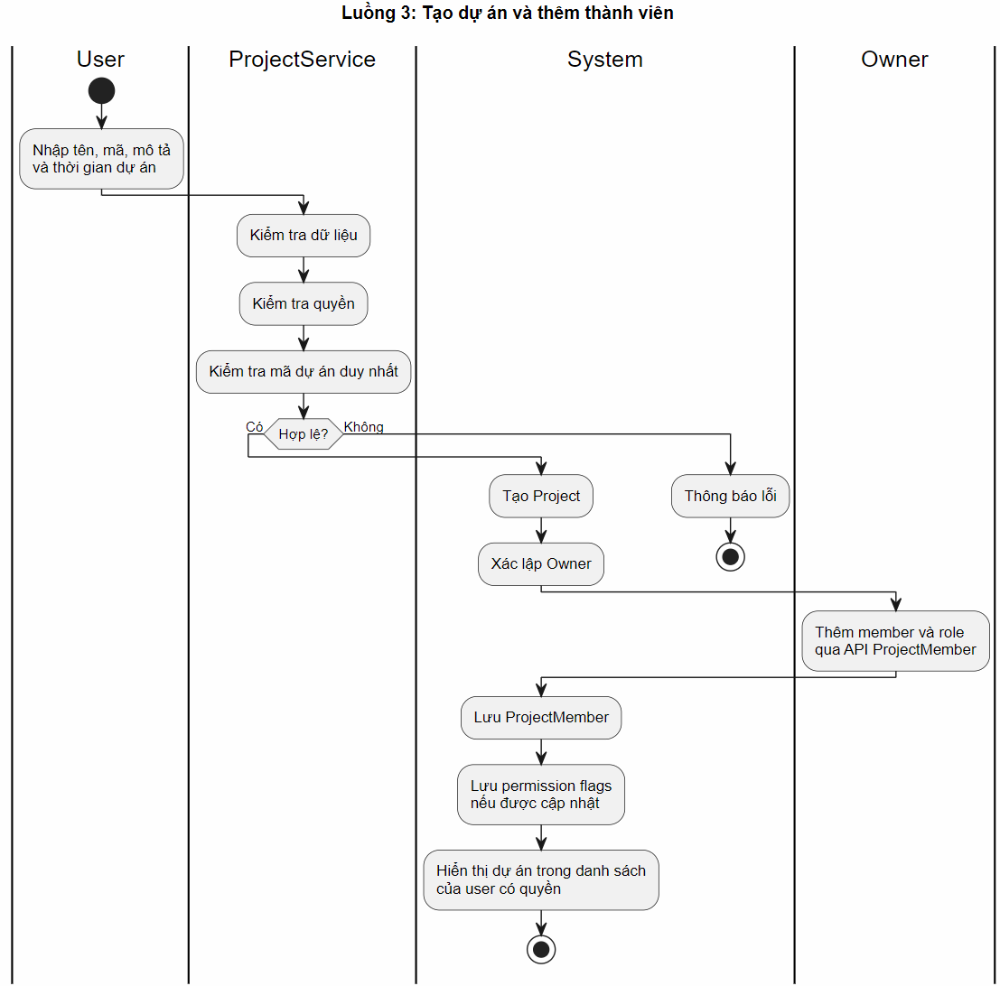 Luồng 3: Tạo dự án và thêm thành viên
User
ProjectService
System
Owner
Nhập tên, mã, mô tả
và thời gian dự án
Kiểm tra dữ liệu
Kiểm tra quyền
Kiểm tra mã dự án duy nhất
Có
Hợp lệ?
Không
Tạo Project
Thông báo lỗi
Xác lập Owner
Thêm member và role
qua API ProjectMember
Lưu ProjectMember
Lưu permission flags
nếu được cập nhật
Hiển thị dự án trong danh sách
của user có quyền